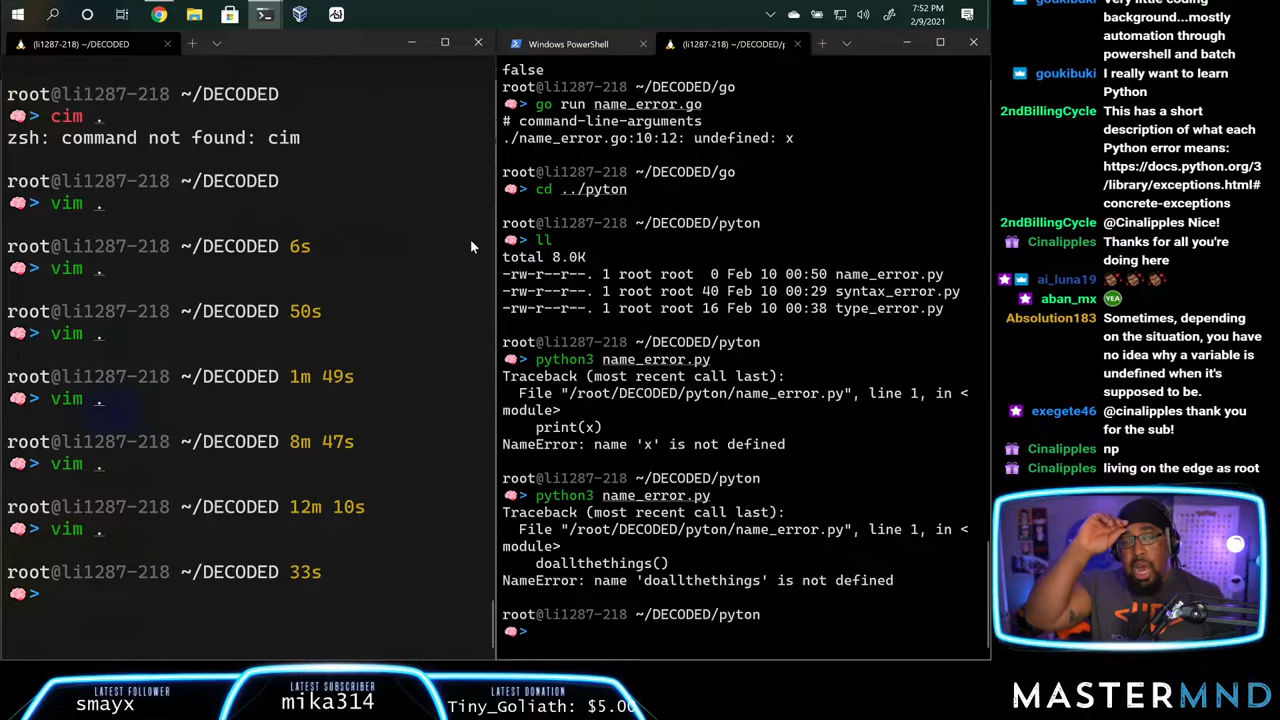 7:52 PM
2/9/2021
(li1287-218) ~/DECODED
root@li1287-218 ~/DECODED
> cim
zsh: command not found: cim
root@li1287-218 ~/DECODED
> vim .
root@li1287-218 ~/DECODED 6s
> vim .
root@li1287-218 ~/DECODED 50s
> vim .
root@li1287-218 ~/DECODED 1m 49s
> vim .
root@li1287-218 ~/DECODED 8m 47s
> vim .
root@li1287-218 ~/DECODED 12m 10s
> vim .
root@li1287-218 ~/DECODED 33s
>
Windows PowerShell
(li1287-218) ~/DECODED/p
false
root@li1287-218 ~/DECODED/go
> go run name_error.go
# command-line-arguments
./name_error.go:10:12: undefined: x
root@li1287-218 ~/DECODED/go
> cd ../pyton
root@li1287-218 ~/DECODED/pyton
> ll
total 8.0K
-rw-r--r--. 1 root root  0 Feb 10 00:50 name_error.py
-rw-r--r--. 1 root root 40 Feb 10 00:29 syntax_error.py
-rw-r--r--. 1 root root 16 Feb 10 00:38 type_error.py
root@li1287-218 ~/DECODED/pyton
> python3 name_error.py
Traceback (most recent call last):
File "/root/DECODED/pyton/name_error.py", line 1, in <
module>
print(x)
NameError: name 'x' is not defined
root@li1287-218 ~/DECODED/pyton
> python3 name_error.py
Traceback (most recent call last):
File "/root/DECODED/pyton/name_error.py", line 1, in <
module>
doallthethings()
NameError: name 'doallthethings' is not defined
root@li1287-218 ~/DECODED/pyton
>
goukibuki Very little coding
background...mostly
automation through
powershell and batch
goukibuki I really want to learn
Python
2ndBillingCycle This has a short
description of what each
Python error means:
https://docs.python.org/3
/library/exceptions.html#
concrete-exceptions
2ndBillingCycle @Cinalipples Nice!
Cinalipples Thanks for all you're
doing here
ai_luna19
aban_mx YEA
Absolution183 Sometimes, depending
on the situation, you have
no idea why a variable is
undefined when it's
supposed to be.
exegete46 @cinalipples thank you
for the sub!
Cinalipples np
Cinalipples living on the edge as root
LATEST FOLLOWER
smayx
LATEST SUBSCRIBER
mika314
LATEST DONATION
Tiny_Goliath: $5.00
MASTERMND